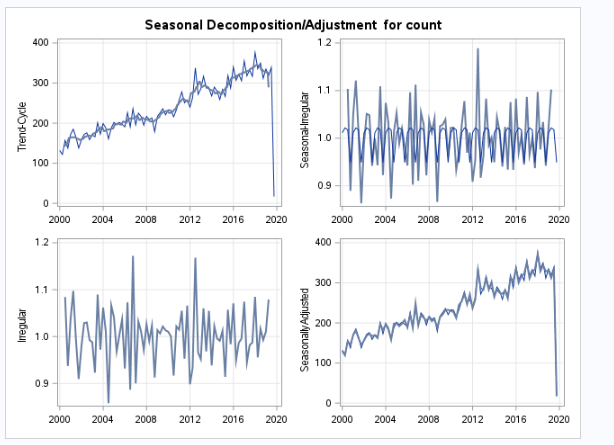 Seasonal Decomposition/Adjustment for count
Trend-Cycle
400
300
200
100
0
2000 2004 2008 2012 2016 2020
Seasonal-Irregular
1.2
1.1
1.0
0.9
2000 2004 2008 2012 2016 2020
Irregular
1.2
1.1
1.0
0.9
2000 2004 2008 2012 2016 2020
Seasonally Adjusted
400
300
200
100
0
2000 2004 2008 2012 2016 2020